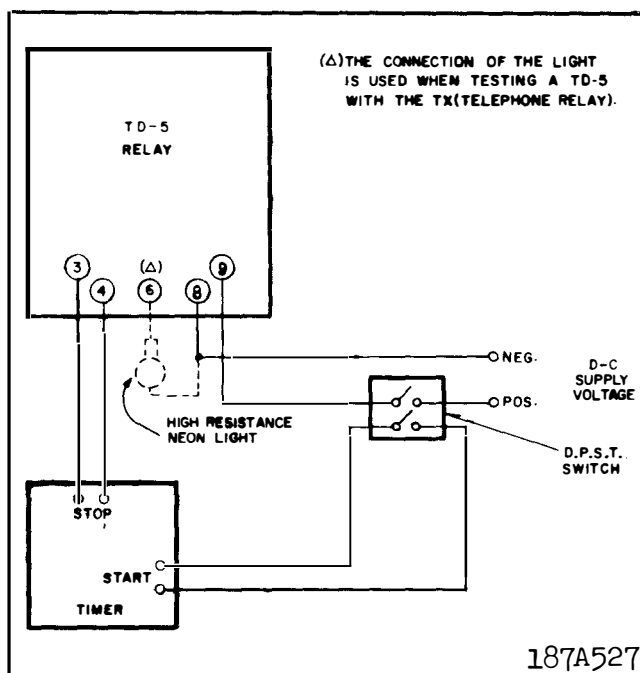 (△) THE CONNECTION OF THE LIGHT
IS USED WHEN TESTING A TD-5
WITH THE TX(TELEPHONE RELAY).
TD-5
RELAY
3
4
(△)
6
8
9
NEG.
POS.
D-C
SUPPLY
VOLTAGE
HIGH RESISTANCE
NEON LIGHT
D.P.S.T.
SWITCH
STOP
START
TIMER
187A527